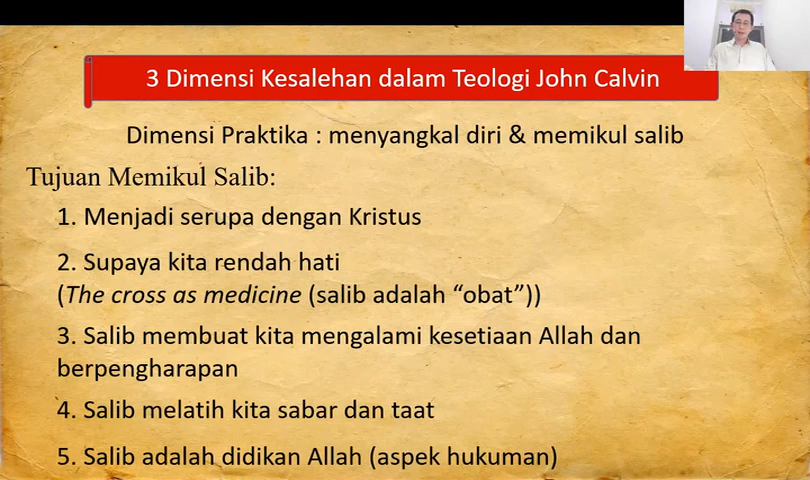 3 Dimensi Kesalehan dalam Teologi John Calvin
Dimensi Praktika : menyangkal diri & memikul salib
Tujuan Memikul Salib:
1. Menjadi serupa dengan Kristus
2. Supaya kita rendah hati
(The cross as medicine (salib adalah “obat”))
3. Salib membuat kita mengalami kesetiaan Allah dan
berpengharapan
4. Salib melatih kita sabar dan taat
5. Salib adalah didikan Allah (aspek hukuman)